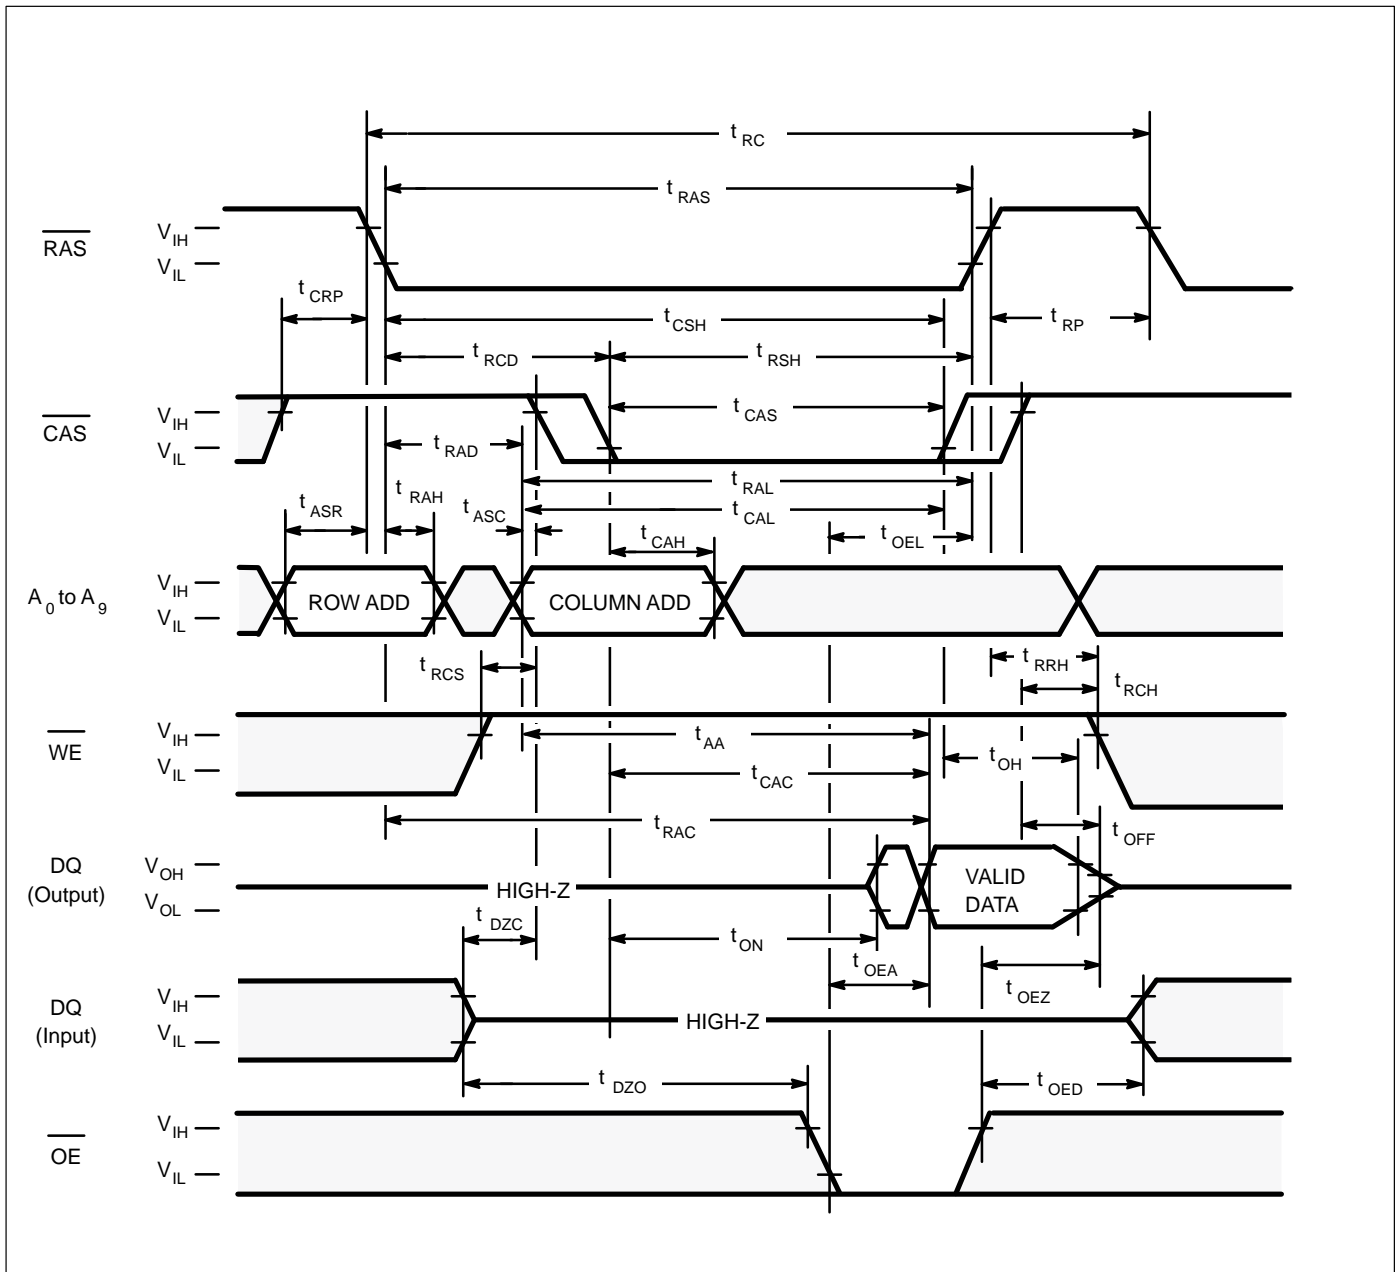 t RC
t RAS
RAS
V IH
V IL
t CRP
t CSH
t RP
t RCD
t RSH
CAS
V IH
V IL
t CAS
t RAD
t RAL
t ASR
t RAH
t ASC
t CAL
t CAH
t OEL
A 0 to A 9
V IH
V IL
ROW ADD
COLUMN ADD
t RCS
t RRH
t RCH
WE
V IH
V IL
t AA
t OH
t CAC
t RAC
t OFF
DQ
(Output)
V OH
V OL
HIGH-Z
VALID
DATA
t DZC
t ON
t OEA
t OEZ
DQ
(Input)
V IH
V IL
HIGH-Z
t DZO
t OED
OE
V IH
V IL